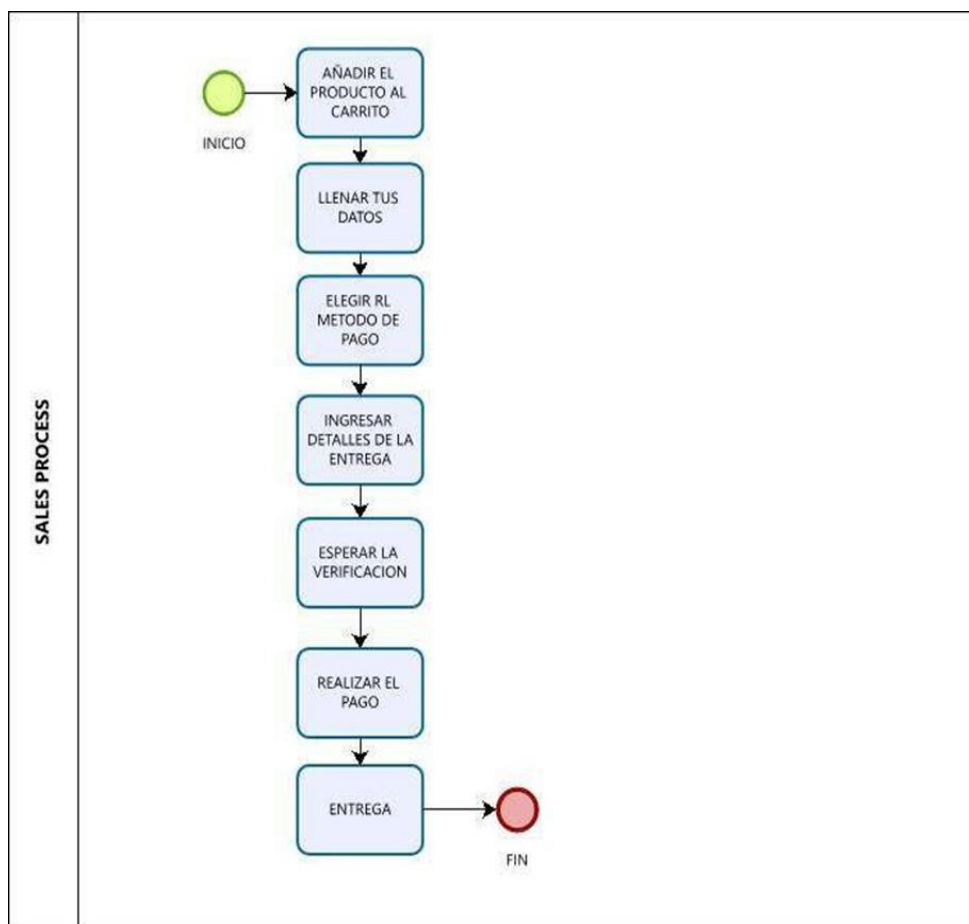 SALES PROCESS
INICIO
AÑADIR EL
PRODUCTO AL
CARRITO
LLENAR TUS
DATOS
ELEGIR RL
METODO DE
PAGO
INGRESAR
DETALLES DE LA
ENTREGA
ESPERAR LA
VERIFICACION
REALIZAR EL
PAGO
ENTREGA
FIN